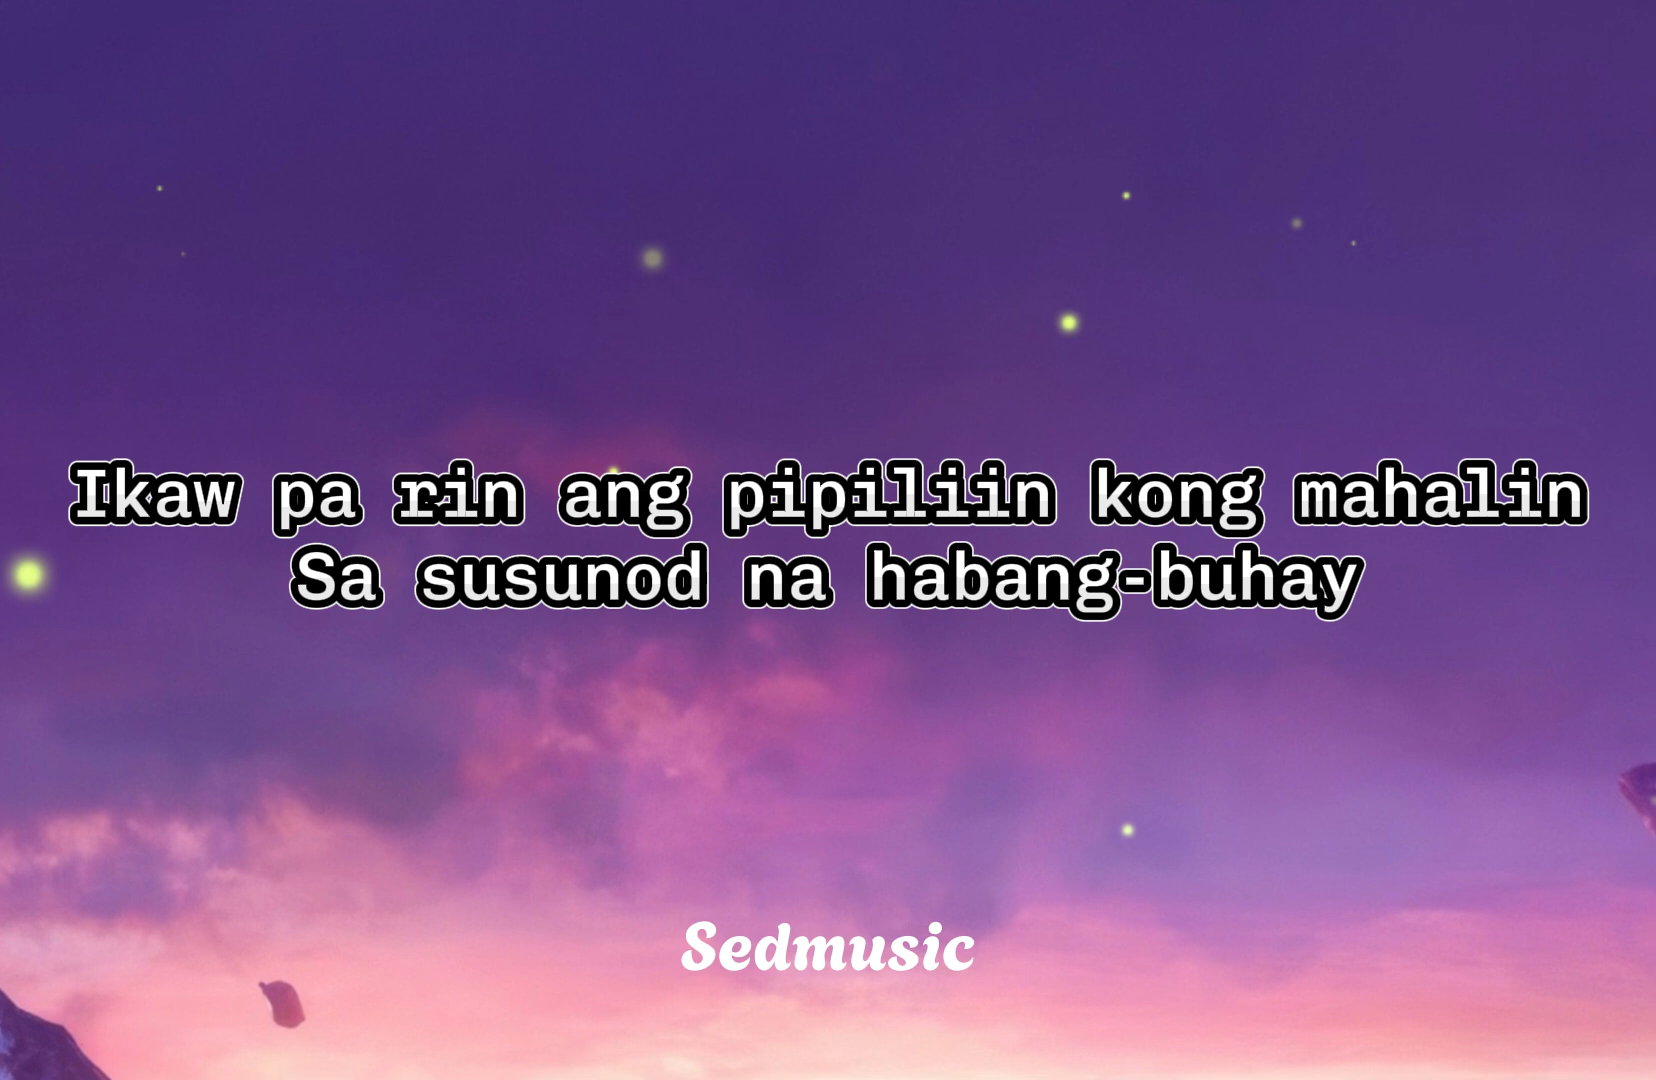 Ikaw pa rin ang pipiliin kong mahalin
Sa susunod na habang-buhay
Sedmusic